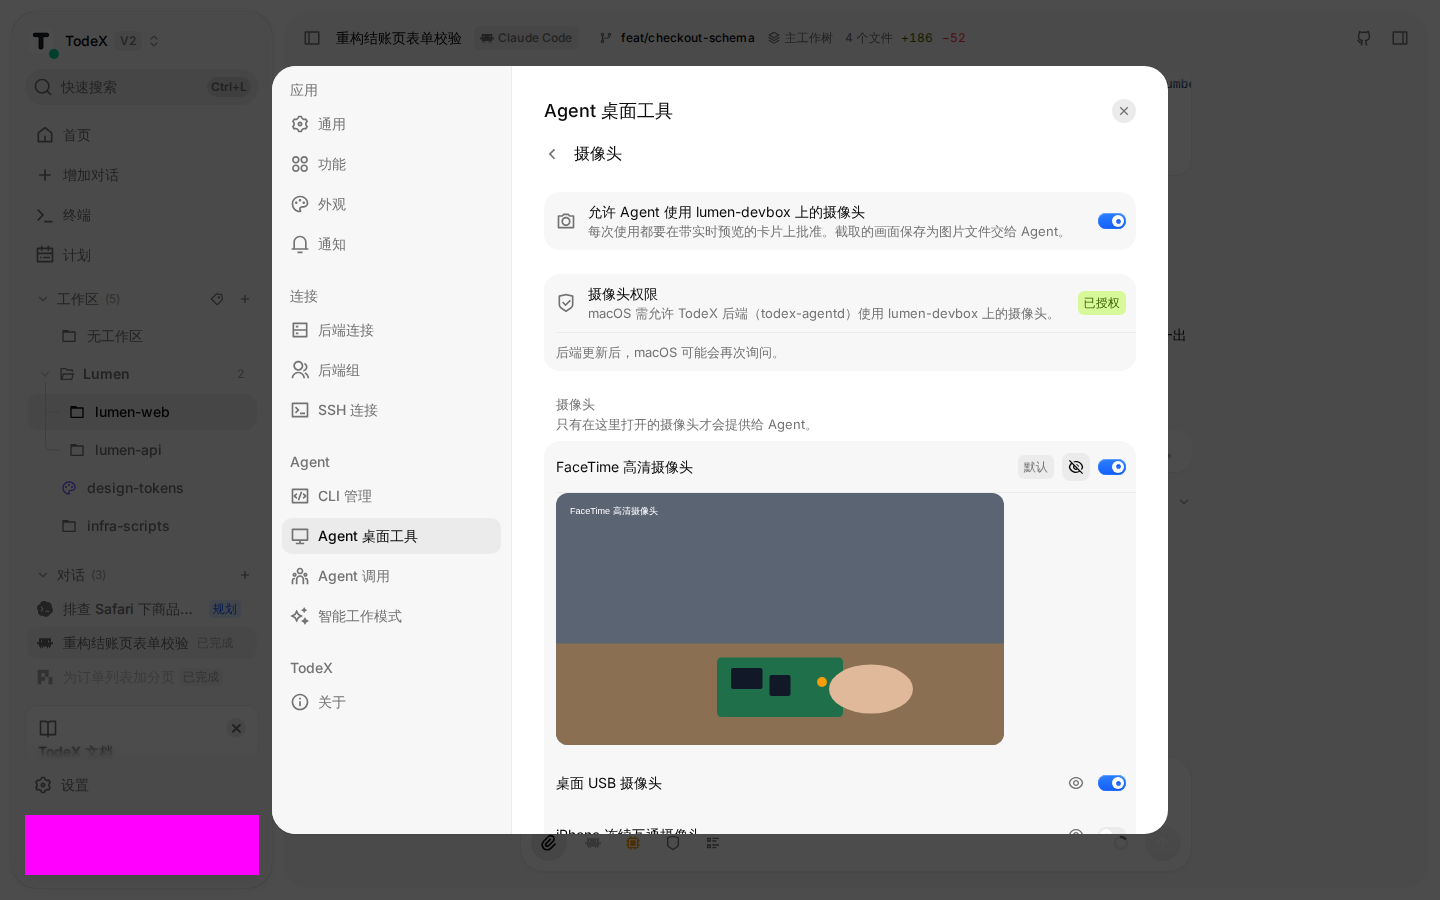 TodeX V2
快速搜索 Ctrl+L
首页
增加对话
终端
计划
工作区 (5)
无工作区
Lumen 2
lumen-web
lumen-api
design-tokens
infra-scripts
对话 (3)
排查 Safari 下商品... 规划
重构结账页表单校验 已完成
为订单列表加分页 已完成
TodeX 文档
设置
重构结账页表单校验 Claude Code feat/checkout-schema 主工作树 4 个文件 +186 −52
应用
通用
功能
外观
通知
连接
后端连接
后端组
SSH 连接
Agent
CLI 管理
Agent 桌面工具
Agent 调用
智能工作模式
TodeX
关于
Agent 桌面工具
摄像头
允许 Agent 使用 lumen-devbox 上的摄像头
每次使用都要在带实时预览的卡片上批准。截取的画面保存为图片文件交给 Agent。
摄像头权限
macOS 需允许 TodeX 后端（todex-agentd）使用 lumen-devbox 上的摄像头。
已授权
后端更新后，macOS 可能会再次询问。
摄像头
只有在这里打开的摄像头才会提供给 Agent。
FaceTime 高清摄像头 默认
FaceTime 高清摄像头
桌面 USB 摄像头
iPhone 连续互通摄像头